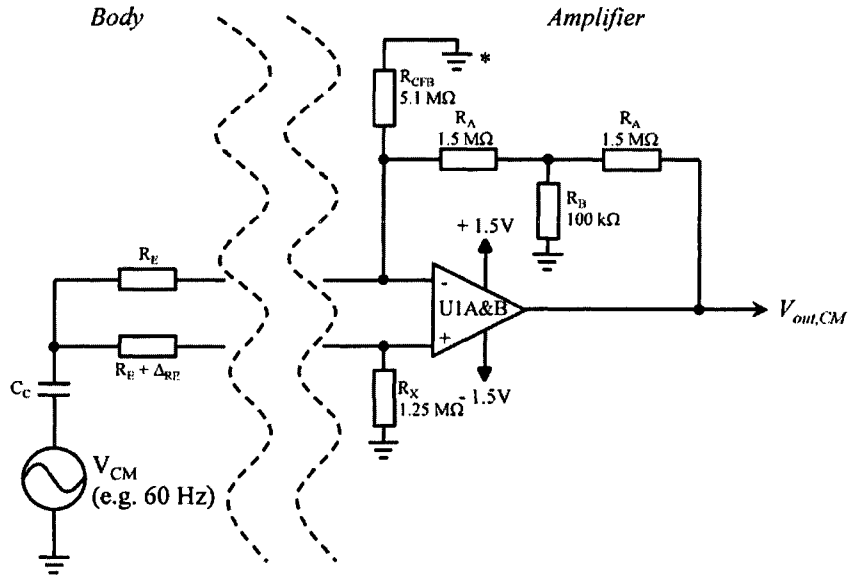 Body
Amplifier
*
R_CFB
5.1 MΩ
R_A
1.5 MΩ
R_A
1.5 MΩ
R_B
100 kΩ
+ 1.5V
R_E
-
U1A&B
+
V_out,CM
R_E + Δ_RE
R_X
1.25 MΩ
- 1.5V
C_C
V_CM
(e.g. 60 Hz)